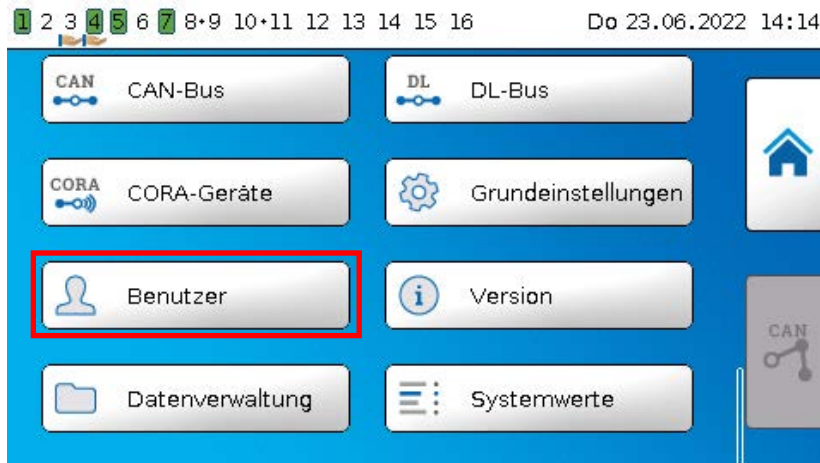 1 2 3 4 5 6 7 8+9 10+11 12 13 14 15 16 Do 23.06.2022 14:14
CAN CAN-Bus
DL DL-Bus
CORA CORA-Geräte
Grundeinstellungen
Benutzer
i Version
CAN
Datenverwaltung
Systemwerte